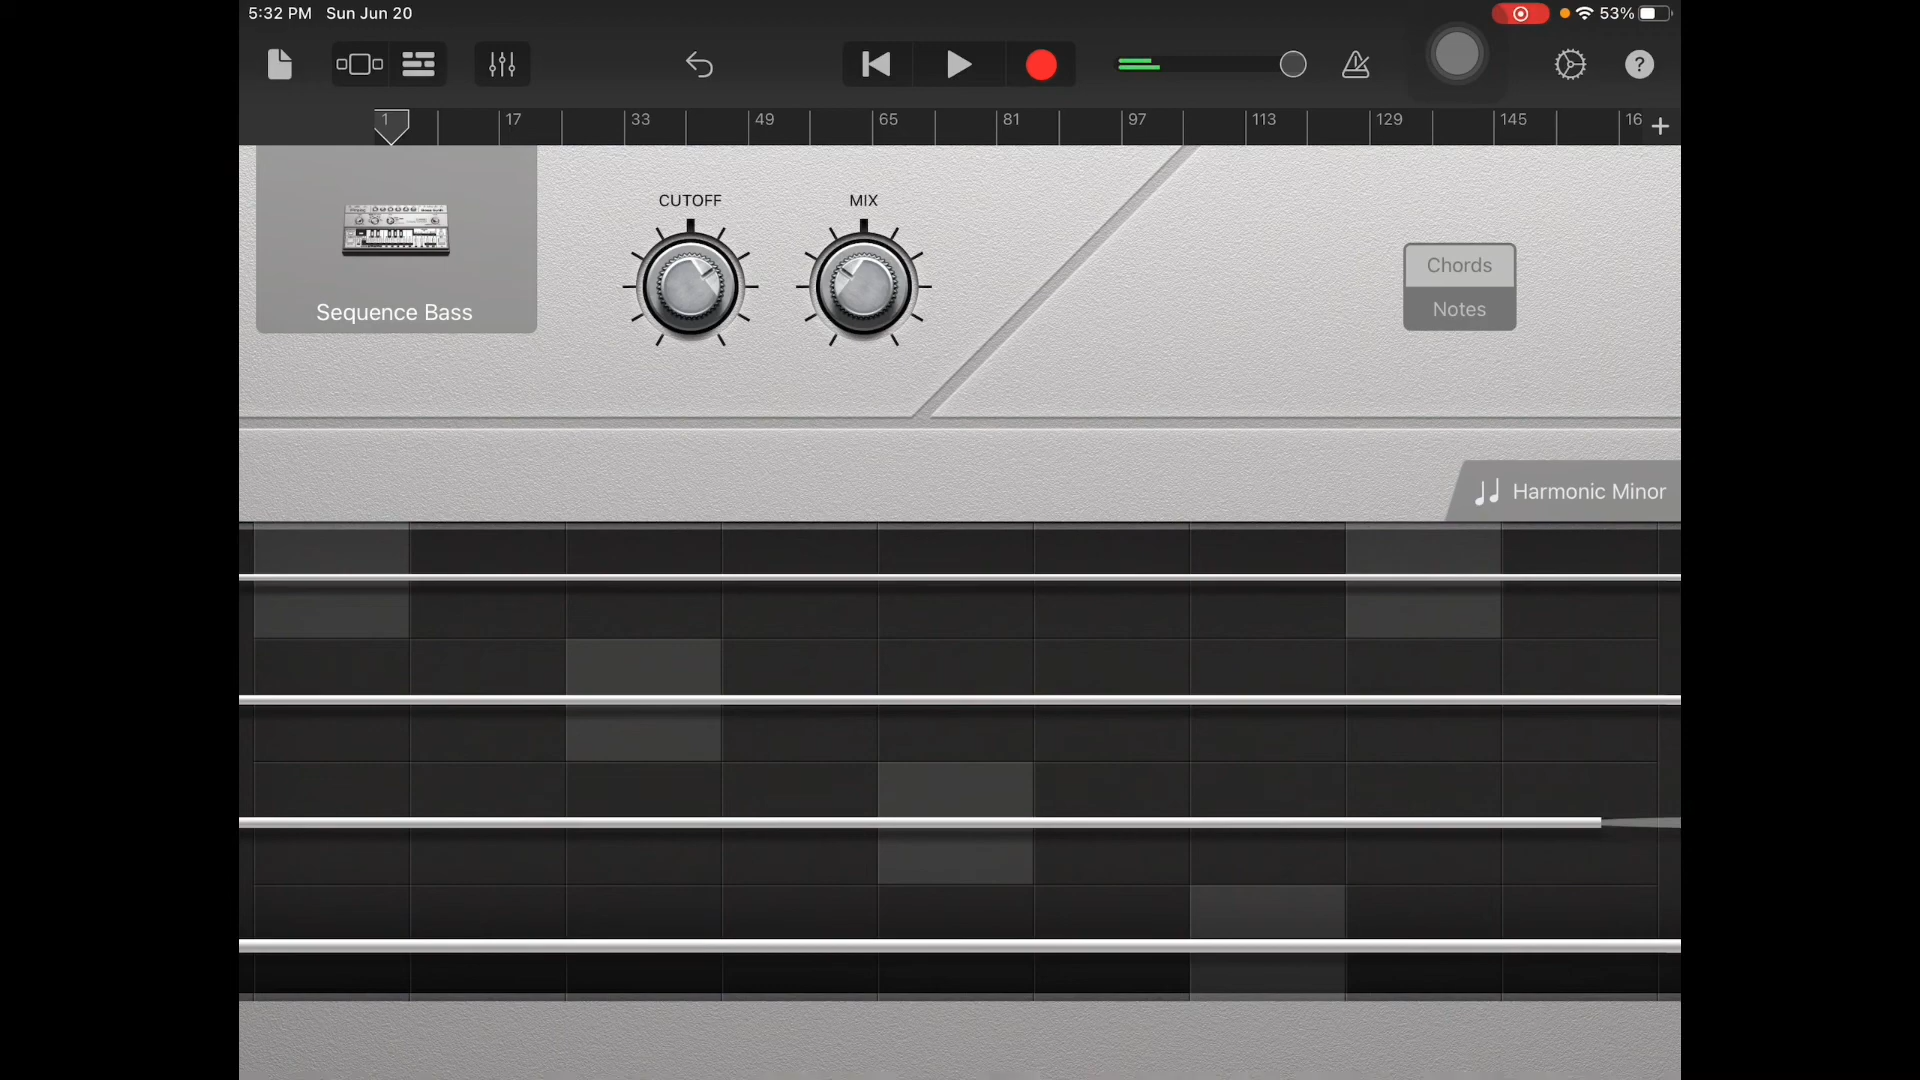 5:32 PM Sun Jun 20
53%
?
1 17 33 49 65 81 97 113 129 145 16 +
CUTOFF MIX
Chords
Notes
Sequence Bass
Harmonic Minor